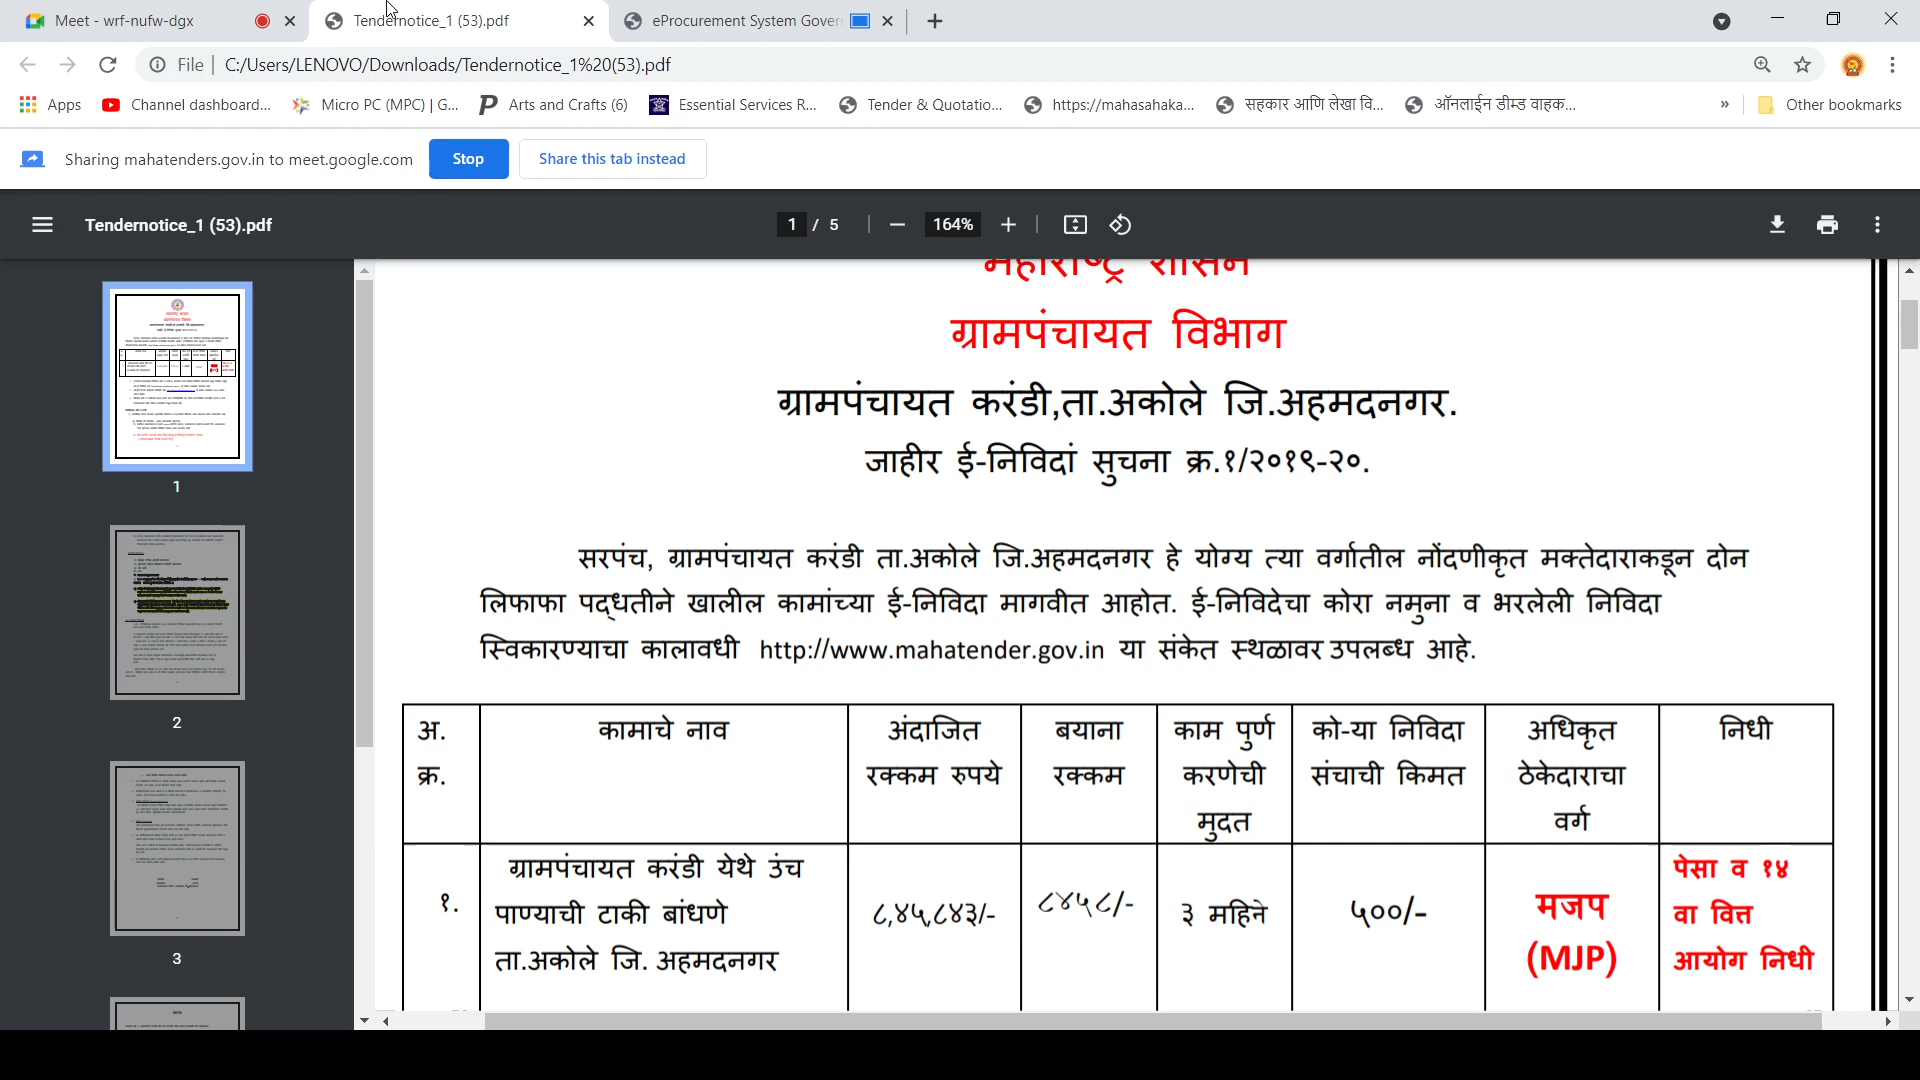 Meet - wrf-nufw-dgx
Tendernotice_1 (53).pdf
eProcurement System Gover
File
C:/Users/LENOVO/Downloads/Tendernotice_1%20(53).pdf
Apps
Channel dashboard...
Micro PC (MPC) | G...
Arts and Crafts (6)
Essential Services R...
Tender & Quotatio...
https://mahasahaka...
सहकार आणि लेखा वि...
ऑनलाईन डीम्ड वाहक...
»
Other bookmarks
Sharing mahatenders.gov.in to meet.google.com
Stop
Share this tab instead
Tendernotice_1 (53).pdf
1 / 5
164%
1
2
3
महाराष्ट्र शासन
ग्रामपंचायत विभाग
ग्रामपंचायत करंडी,ता.अकोले जि.अहमदनगर.
जाहीर ई-निविदां सुचना क्र.१/२०१९-२०.
सरपंच, ग्रामपंचायत करंडी ता.अकोले जि.अहमदनगर हे योग्य त्या वर्गातील नोंदणीकृत मक्तेदाराकडून दोन
लिफाफा पद्धतीने खालील कामांच्या ई-निविदा मागवीत आहोत. ई-निविदेचा कोरा नमुना व भरलेली निविदा
स्विकारण्याचा कालावधी http://www.mahatender.gov.in या संकेत स्थळावर उपलब्ध आहे.
अ.
क्र.
कामाचे नाव
अंदाजित
रक्कम रुपये
बयाना
रक्कम
काम पुर्ण
करणेची
मुदत
को-या निविदा
संचाची किमत
अधिकृत
ठेकेदाराचा
वर्ग
निधी
१.
ग्रामपंचायत करंडी येथे उंच
पाण्याची टाकी बांधणे
ता.अकोले जि. अहमदनगर
८,४५,८४३/-
८४५८/-
३ महिने
५००/-
मजप
(MJP)
पेसा व १४
वा वित्त
आयोग निधी